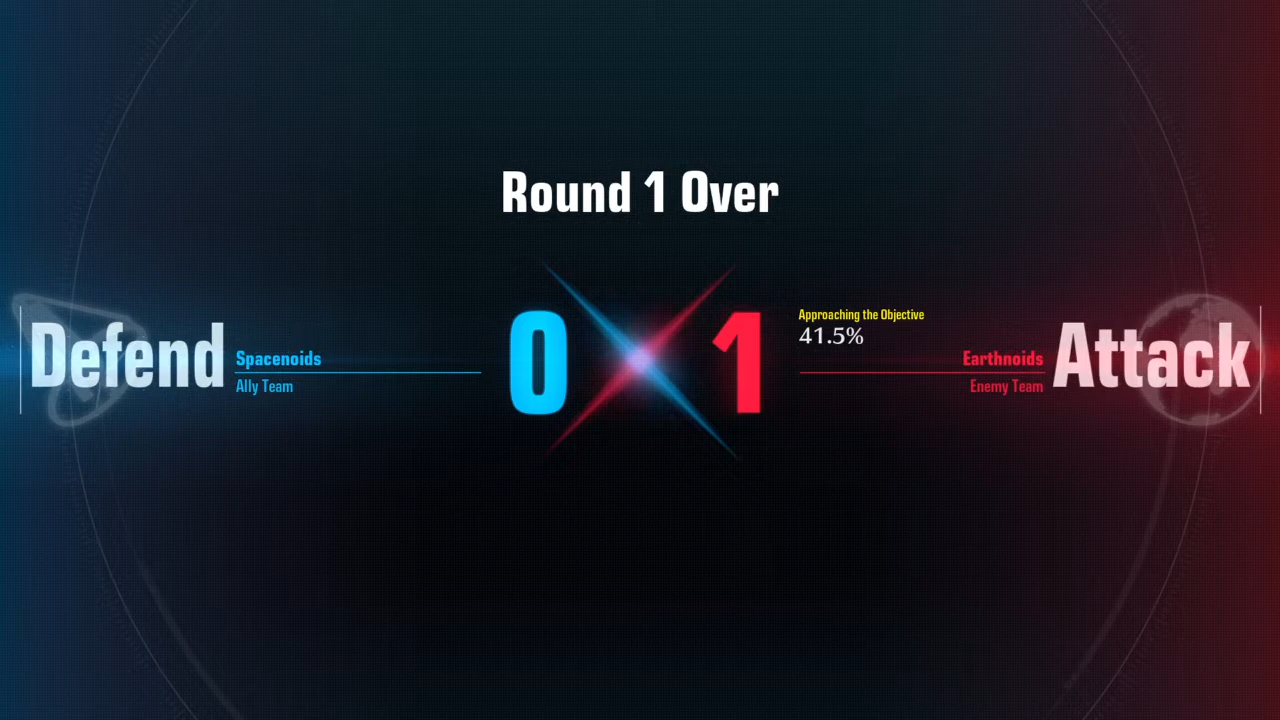 Round 1 Over
Defend
Spacenoids
Ally Team
0
1
Approaching the Objective
41.5%
Earthnoids
Enemy Team
Attack